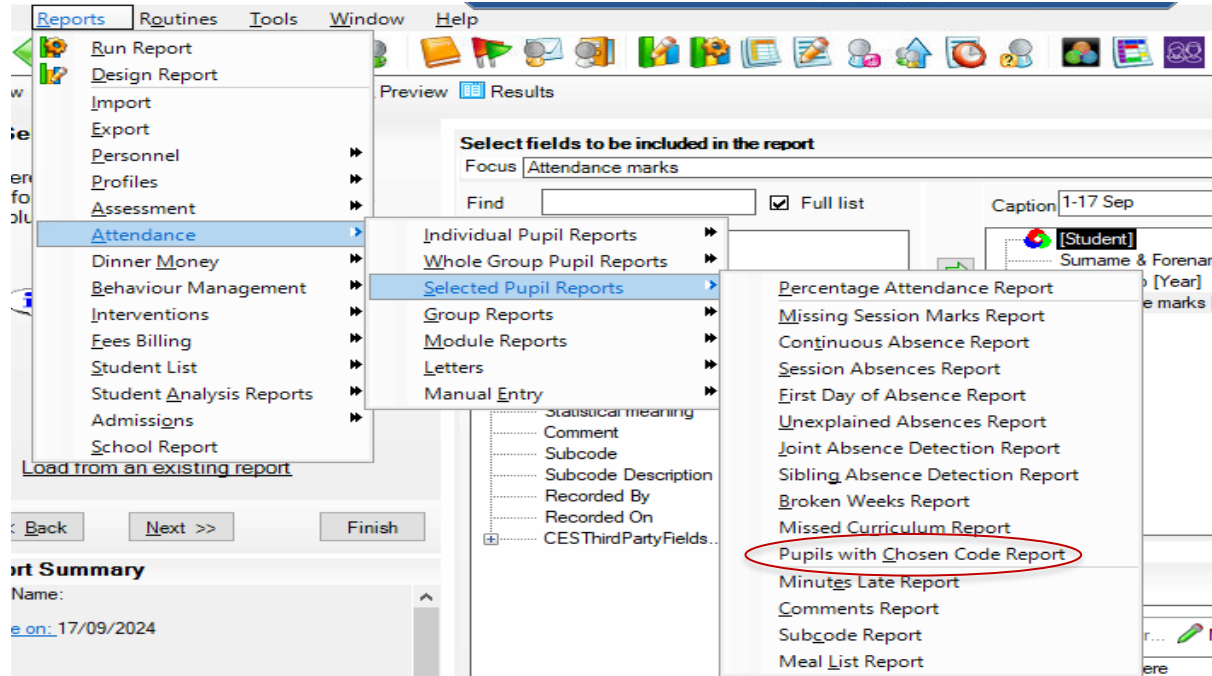 Reports Routines Tools Window Help
Run Report
Design Report
Preview Results
Import
Export
Personnel
Profiles
Assessment
Attendance
Dinner Money
Behaviour Management
Interventions
Fees Billing
Student List
Student Analysis Reports
Admissions
School Report
Load from an existing report
Back Next >> Finish
Summary
Name:
on: 17/09/2024
Select fields to be included in the report
Focus Attendance marks
Find Full list Caption 1-17 Sep
[Student]
Surname &
[Year]
marks
Individual Pupil Reports
Whole Group Pupil Reports
Selected Pupil Reports
Group Reports
Module Reports
Letters
Manual Entry
Percentage Attendance Report
Missing Session Marks Report
Continuous Absence Report
Session Absences Report
First Day of Absence Report
Unexplained Absences Report
Joint Absence Detection Report
Sibling Absence Detection Report
Broken Weeks Report
Missed Curriculum Report
Pupils with Chosen Code Report
Minutes Late Report
Comments Report
Subcode Report
Meal List Report
Statistical meaning
Comment
Subcode
Subcode Description
Recorded By
Recorded On
CESThirdPartyFields..